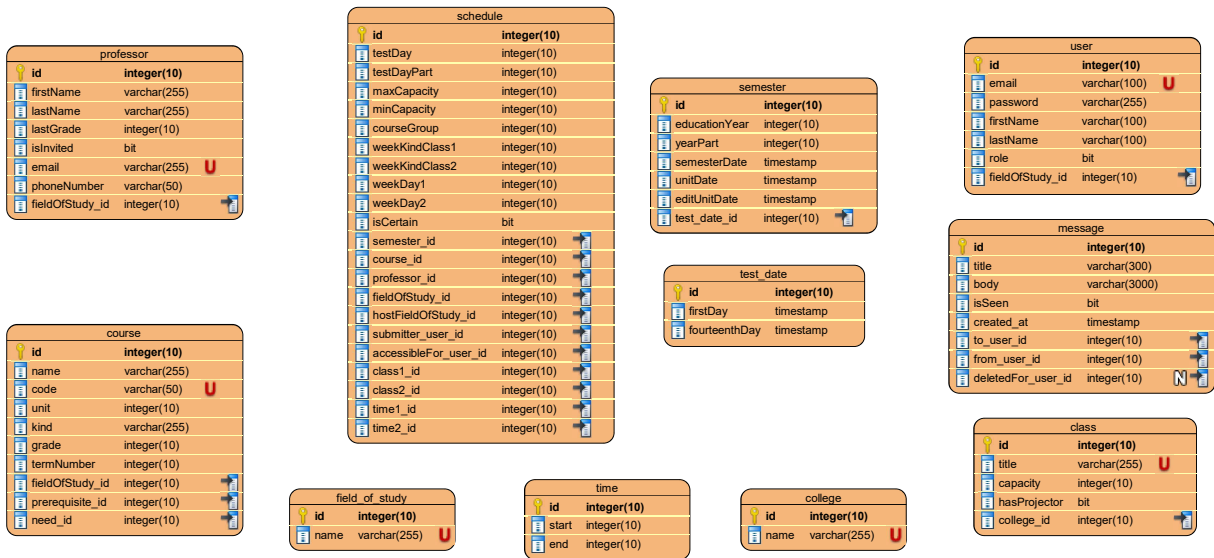 professor
id integer(10)
firstName varchar(255)
lastName varchar(255)
lastGrade integer(10)
isInvited bit
email varchar(255) U
phoneNumber varchar(50)
fieldOfStudy_id integer(10)
schedule
id integer(10)
testDay integer(10)
testDayPart integer(10)
maxCapacity integer(10)
minCapacity integer(10)
courseGroup integer(10)
weekKindClass1 integer(10)
weekKindClass2 integer(10)
weekDay1 integer(10)
weekDay2 integer(10)
isCertain bit
semester_id integer(10)
course_id integer(10)
professor_id integer(10)
fieldOfStudy_id integer(10)
hostFieldOfStudy_id integer(10)
submitter_user_id integer(10)
accessibleFor_user_id integer(10)
class1_id integer(10)
class2_id integer(10)
time1_id integer(10)
time2_id integer(10)
semester
id integer(10)
educationYear integer(10)
yearPart integer(10)
semesterDate timestamp
unitDate timestamp
editUnitDate timestamp
test_date_id integer(10)
user
id integer(10)
email varchar(100) U
password varchar(255)
firstName varchar(100)
lastName varchar(100)
role bit
fieldOfStudy_id integer(10)
test_date
id integer(10)
firstDay timestamp
fourteenthDay timestamp
message
id integer(10)
title varchar(300)
body varchar(3000)
isSeen bit
created_at timestamp
to_user_id integer(10)
from_user_id integer(10)
deletedFor_user_id integer(10) N
course
id integer(10)
name varchar(255)
code varchar(50) U
unit integer(10)
kind varchar(255)
grade integer(10)
termNumber integer(10)
fieldOfStudy_id integer(10)
prerequisite_id integer(10)
need_id integer(10)
class
id integer(10)
title varchar(255) U
capacity integer(10)
hasProjector bit
college_id integer(10)
field_of_study
id integer(10)
name varchar(255) U
time
id integer(10)
start integer(10)
end integer(10)
college
id integer(10)
name varchar(255) U